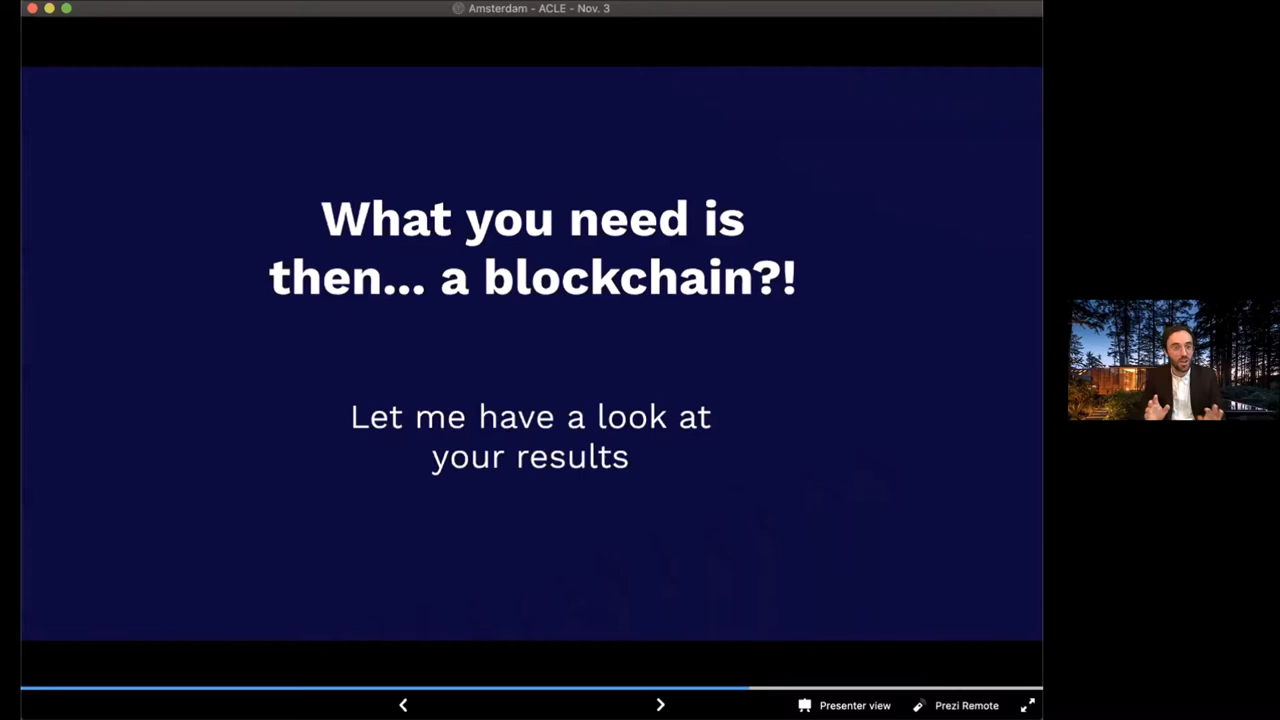 Amsterdam - ACLE - Nov. 3
What you need is
then... a blockchain?!
Let me have a look at
your results
Presenter view
Prezi Remote